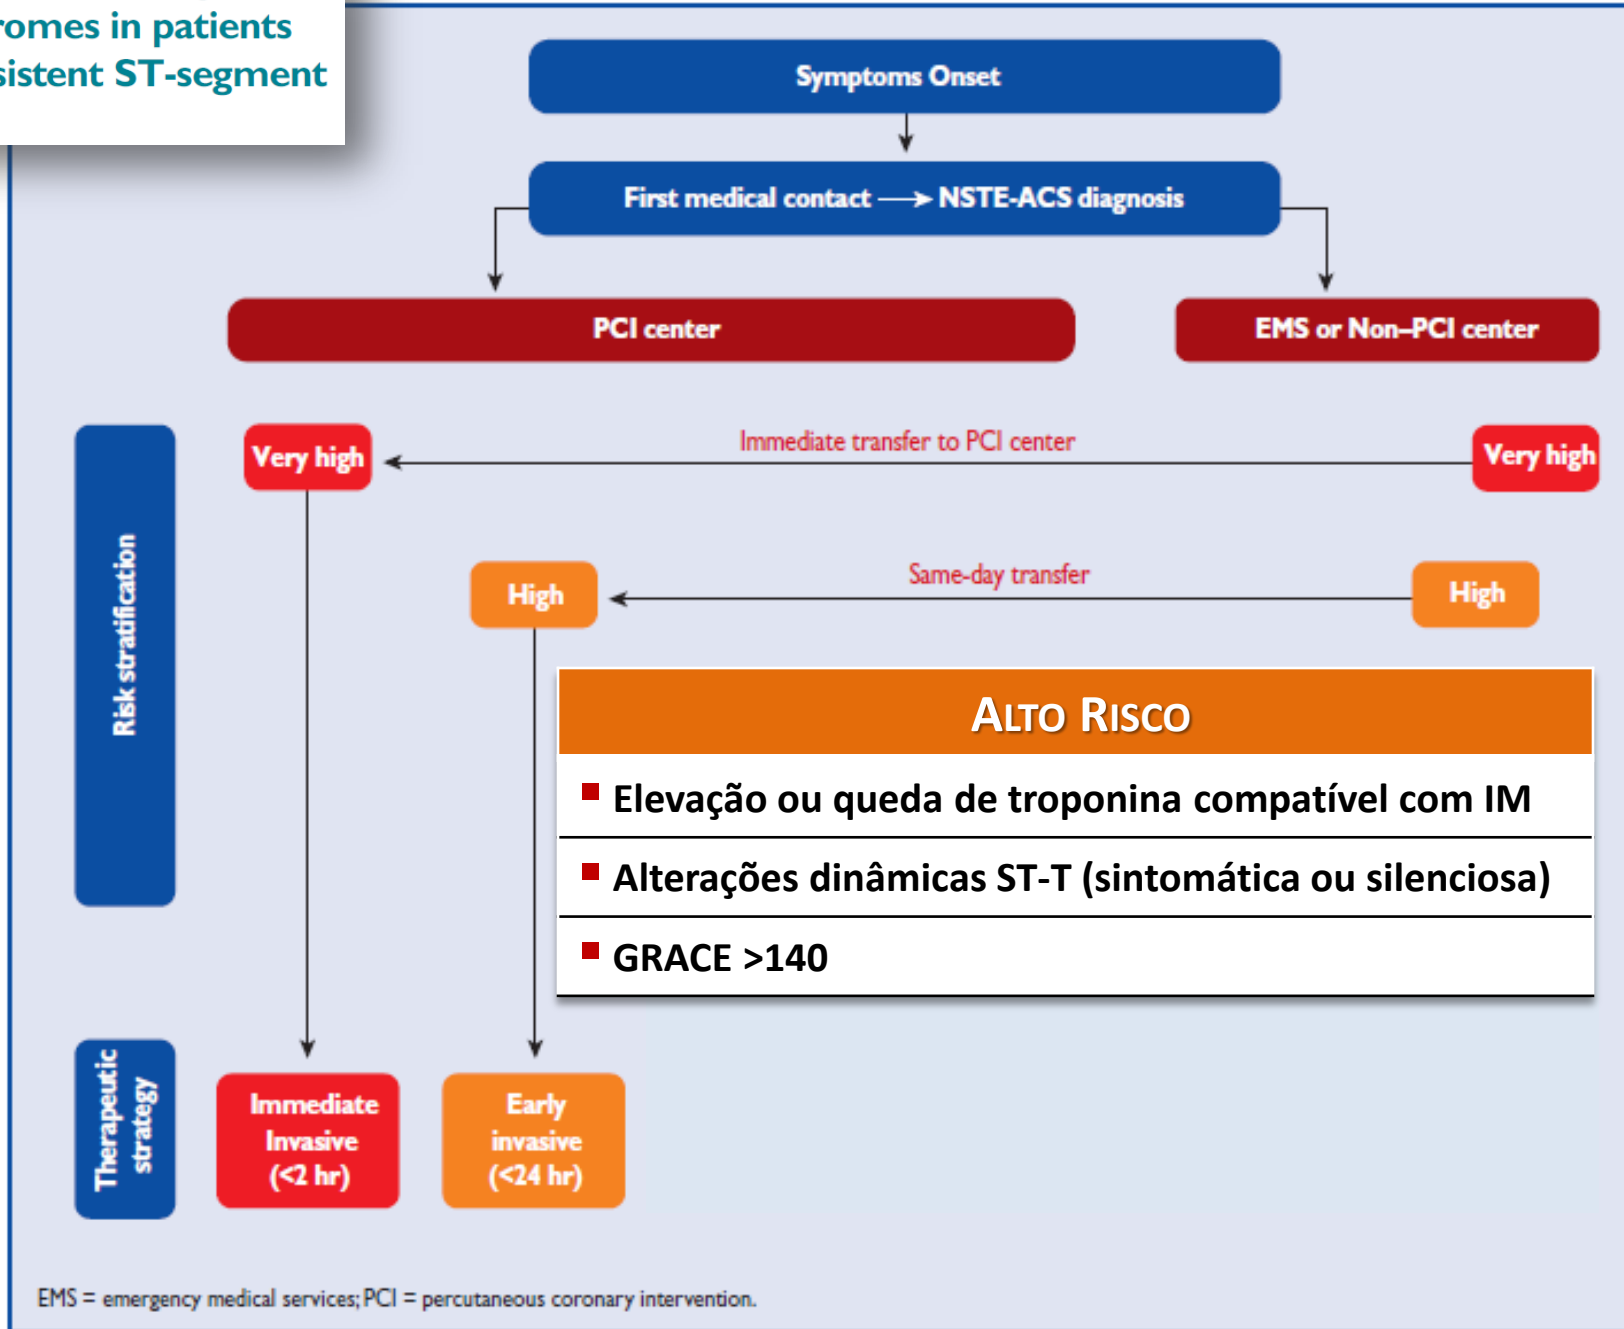 in patients
ST-segment
Symptoms Onset
First medical contact → NSTE-ACS diagnosis
PCI center
EMS or Non–PCI center
Risk stratification
Very high
Immediate transfer to PCI center
Very high
High
Same-day transfer
High
ALTO RISCO
Elevação ou queda de troponina compatível com IM
Alterações dinâmicas ST-T (sintomática ou silenciosa)
GRACE >140
Therapeutic
strategy
Immediate
Invasive
(<2 hr)
Early
invasive
(<24 hr)
EMS = emergency medical services; PCI = percutaneous coronary intervention.